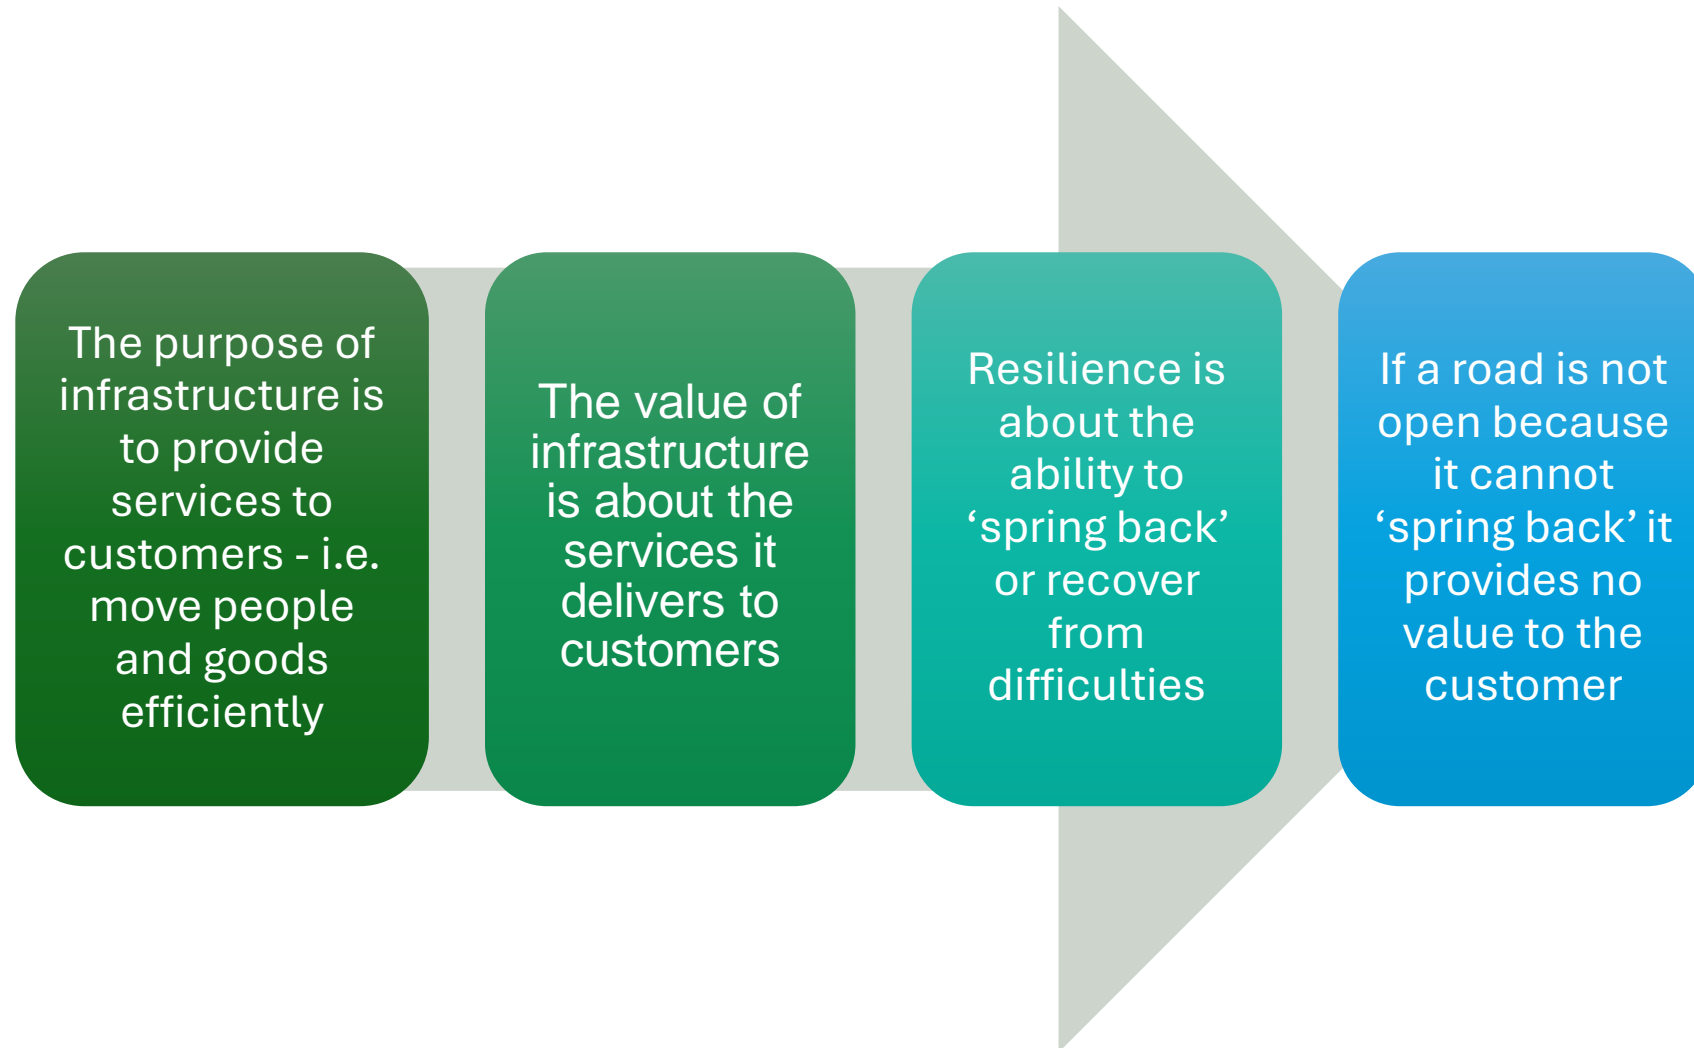 The purpose of
infrastructure is
to provide
services to
customers - i.e.
move people
and goods
efficiently
The value of
infrastructure
is about the
services it
delivers to
customers
Resilience is
about the
ability to
‘spring back’
or recover
from
difficulties
If a road is not
open because
it cannot
‘spring back’ it
provides no
value to the
customer